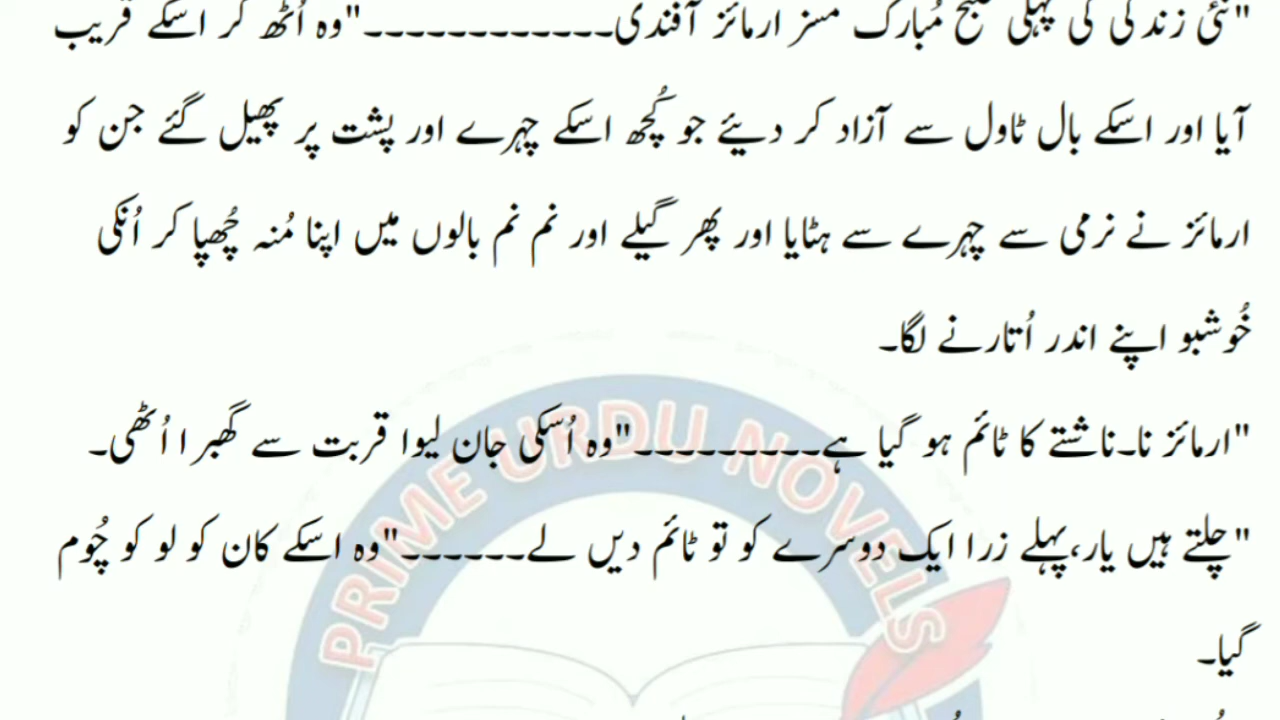 "نئی زندگی کی پہلی صبح مُبارک مسز ارمائز آفندی۔۔۔۔۔۔۔۔۔۔۔۔"وہ اُٹھ کر اسکے قریب
آیا اور اسکے بال ٹاول سے آزاد کر دیئے جو کُچھ اسکے چہرے اور پشت پر پھیل گئے جن کو
ارمائز نے نرمی سے چہرے سے ہٹایا اور پھر گیلے اور نم نم بالوں میں اپنا مُنہ چُھپا کر اُنکی
خُوشبو اپنے اندر اُتارنے لگا۔
"ارمائز نا۔ناشتے کا ٹائم ہو گیا ہے۔۔۔۔۔۔۔۔۔"وہ اُسکی جان لیوا قربت سے گھبرا اُٹھی۔
"چلتے ہیں یار،پہلے زرا ایک دوسرے کو تو ٹائم دیں لے۔۔۔۔۔۔"وہ اسکے کان کو لو کو چُوم
گیا۔
PRIME URDU NOVELS